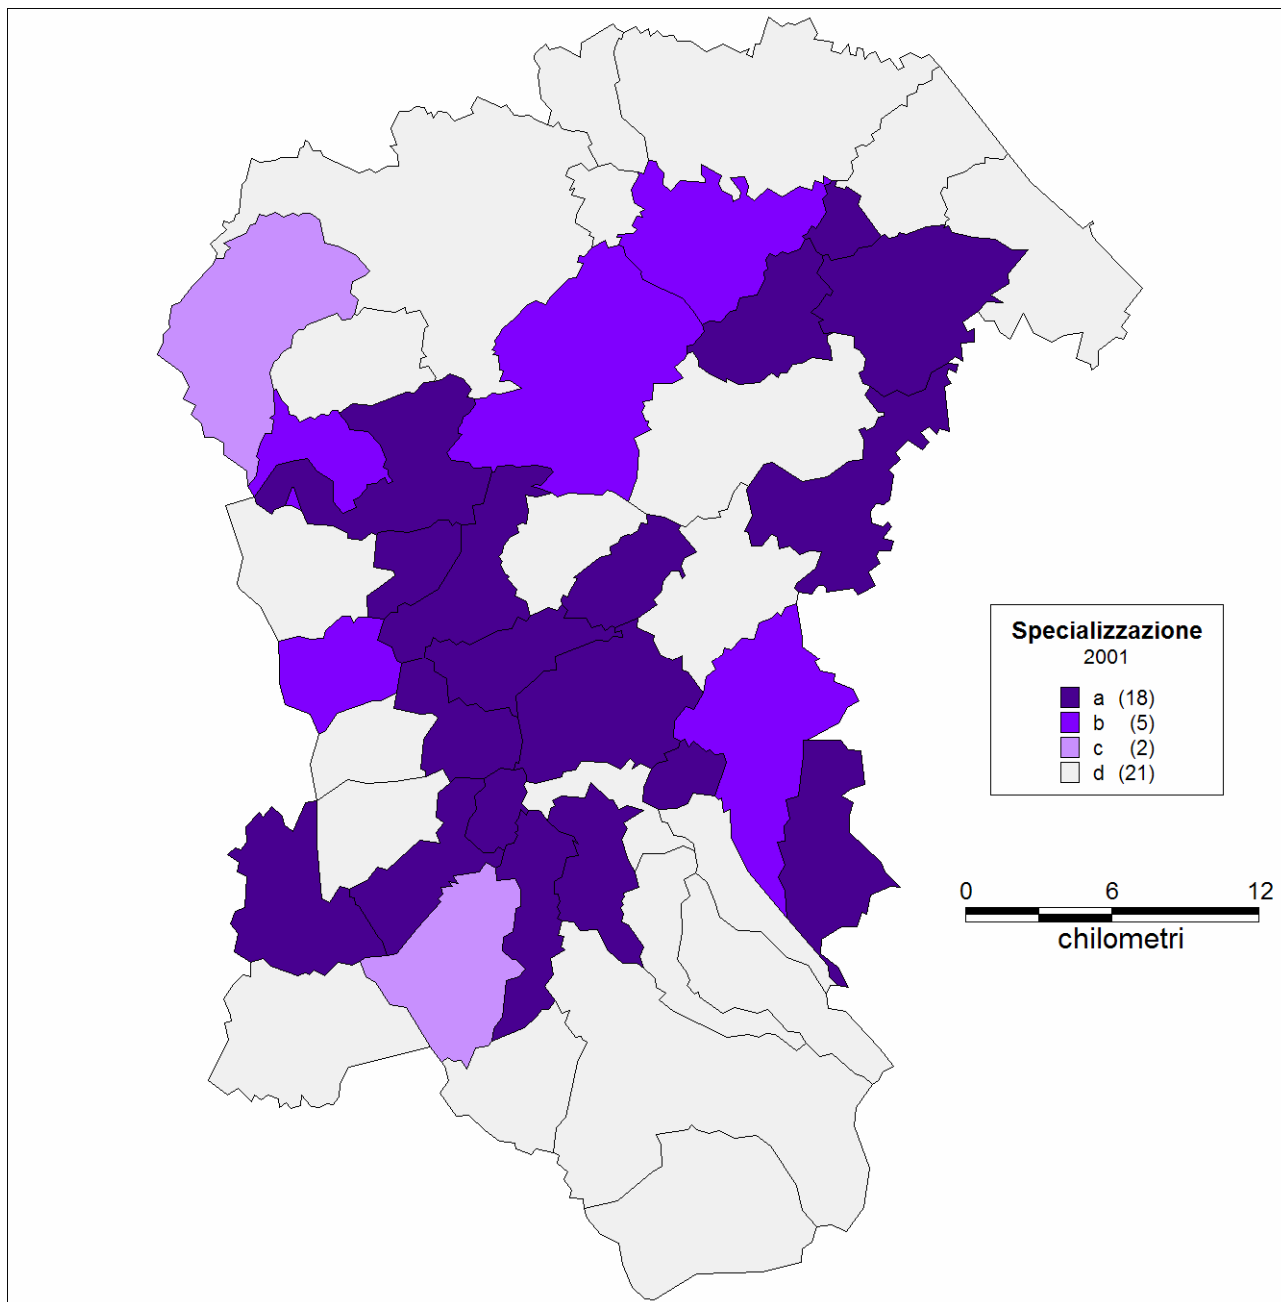 Specializzazione
2001
a (18)
b (5)
c (2)
d (21)
0 6 12
chilometri